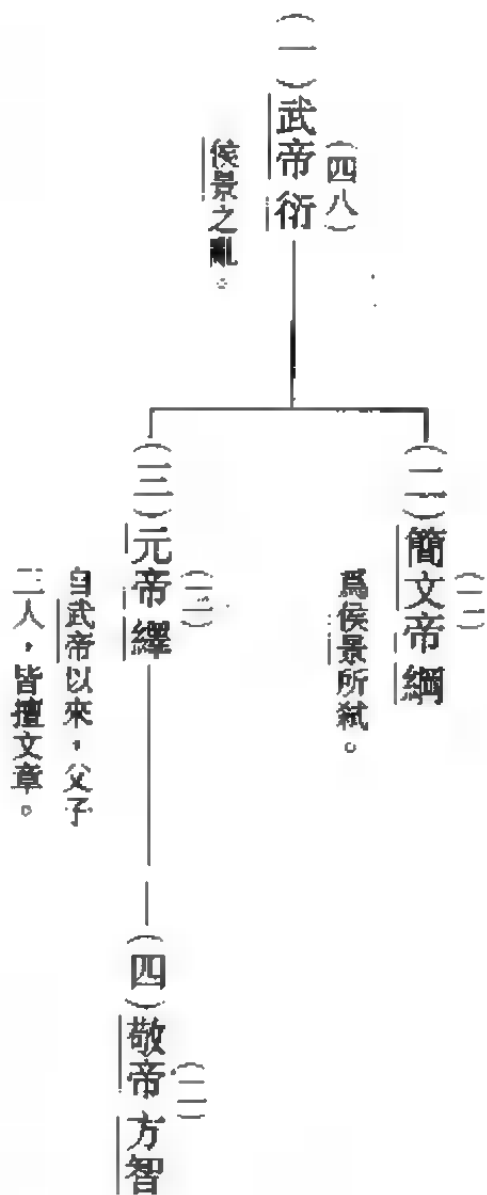 (一)武帝衍
(四八)
侯景之亂。
(二)簡文帝綱
(二)
爲侯景所弒。
(三)元帝繹
(三)
自武帝以來,父子
三人,皆擅文章。
(四)敬帝方智
(二)